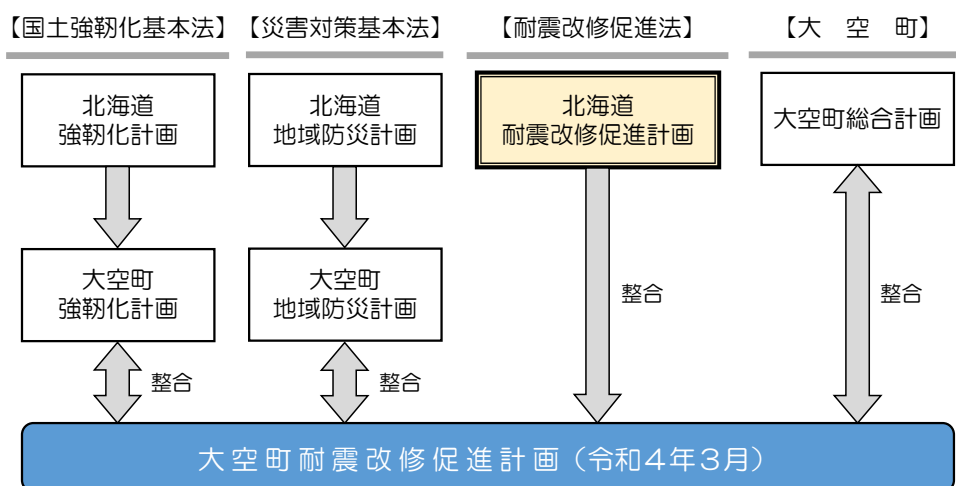 【国土強靭化基本法】
【災害対策基本法】
【耐震改修促進法】
【大　空　町】
北海道
強靭化計画
北海道
地域防災計画
北海道
耐震改修促進計画
大空町総合計画
大空町
強靭化計画
大空町
地域防災計画
整合
整合
整合
整合
大空町耐震改修促進計画（令和４年３月）